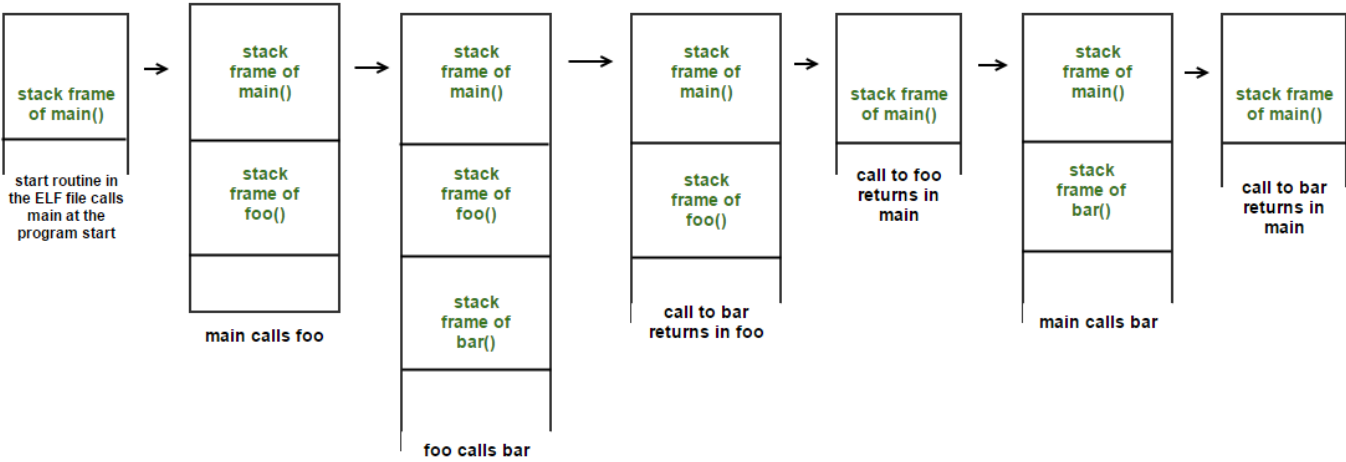 stack frame
of main()
start routine in
the ELF file calls
main at the
program start
stack
frame of
main()
stack
frame of
foo()
main calls foo
stack
frame of
main()
stack
frame of
foo()
stack
frame of
bar()
foo calls bar
stack
frame of
main()
stack
frame of
foo()
call to bar
returns in foo
stack frame
of main()
call to foo
returns in
main
stack
frame of
main()
stack
frame of
bar()
main calls bar
stack frame
of main()
call to bar
returns in
main